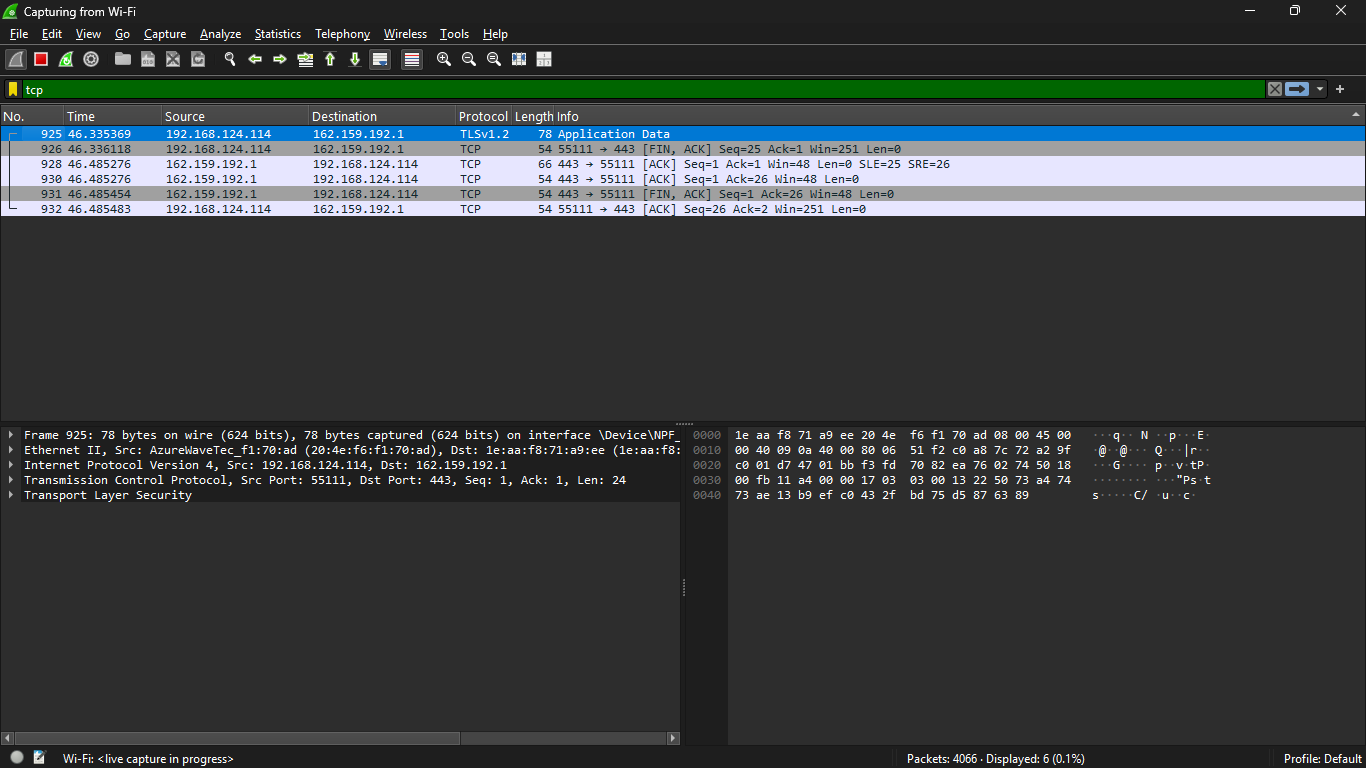 Capturing from Wi-Fi
File Edit View Go Capture Analyze Statistics Telephony Wireless Tools Help
tcp
No. Time Source Destination Protocol Length Info
925 46.335369 192.168.124.114 162.159.192.1 TLSv1.2 78 Application Data
926 46.336118 192.168.124.114 162.159.192.1 TCP 54 55111 → 443 [FIN, ACK] Seq=25 Ack=1 Win=251 Len=0
928 46.485276 162.159.192.1 192.168.124.114 TCP 66 443 → 55111 [ACK] Seq=1 Ack=1 Win=48 Len=0 SLE=25 SRE=26
930 46.485276 162.159.192.1 192.168.124.114 TCP 54 443 → 55111 [ACK] Seq=1 Ack=26 Win=48 Len=0
931 46.485454 162.159.192.1 192.168.124.114 TCP 54 443 → 55111 [FIN, ACK] Seq=1 Ack=26 Win=48 Len=0
932 46.485483 192.168.124.114 162.159.192.1 TCP 54 55111 → 443 [ACK] Seq=26 Ack=2 Win=251 Len=0
Frame 925: 78 bytes on wire (624 bits), 78 bytes captured (624 bits) on interface \Device\NPF_
Ethernet II, Src: AzureWaveTec_f1:70:ad (20:4e:f6:f1:70:ad), Dst: 1e:aa:f8:71:a9:ee (1e:aa:f8:
Internet Protocol Version 4, Src: 192.168.124.114, Dst: 162.159.192.1
Transmission Control Protocol, Src Port: 55111, Dst Port: 443, Seq: 1, Ack: 1, Len: 24
Transport Layer Security
0000 1e aa f8 71 a9 ee 20 4e f6 f1 70 ad 08 00 45 00 ···q·· N ··p···E·
0010 00 40 09 0a 40 00 80 06 51 f2 c0 a8 7c 72 a2 9f ·@··@··· Q···|r··
0020 c0 01 d7 47 01 bb f3 fd 70 82 ea 76 02 74 50 18 ···G···· p··v·tP·
0030 00 fb 11 a4 00 00 17 03 03 00 13 22 50 73 a4 74 ········ ···"Ps·t
0040 73 ae 13 b9 ef c0 43 2f bd 75 d5 87 63 89 s·····C/ ·u··c·
Wi-Fi: <live capture in progress>
Packets: 4066 · Displayed: 6 (0.1%)
Profile: Default